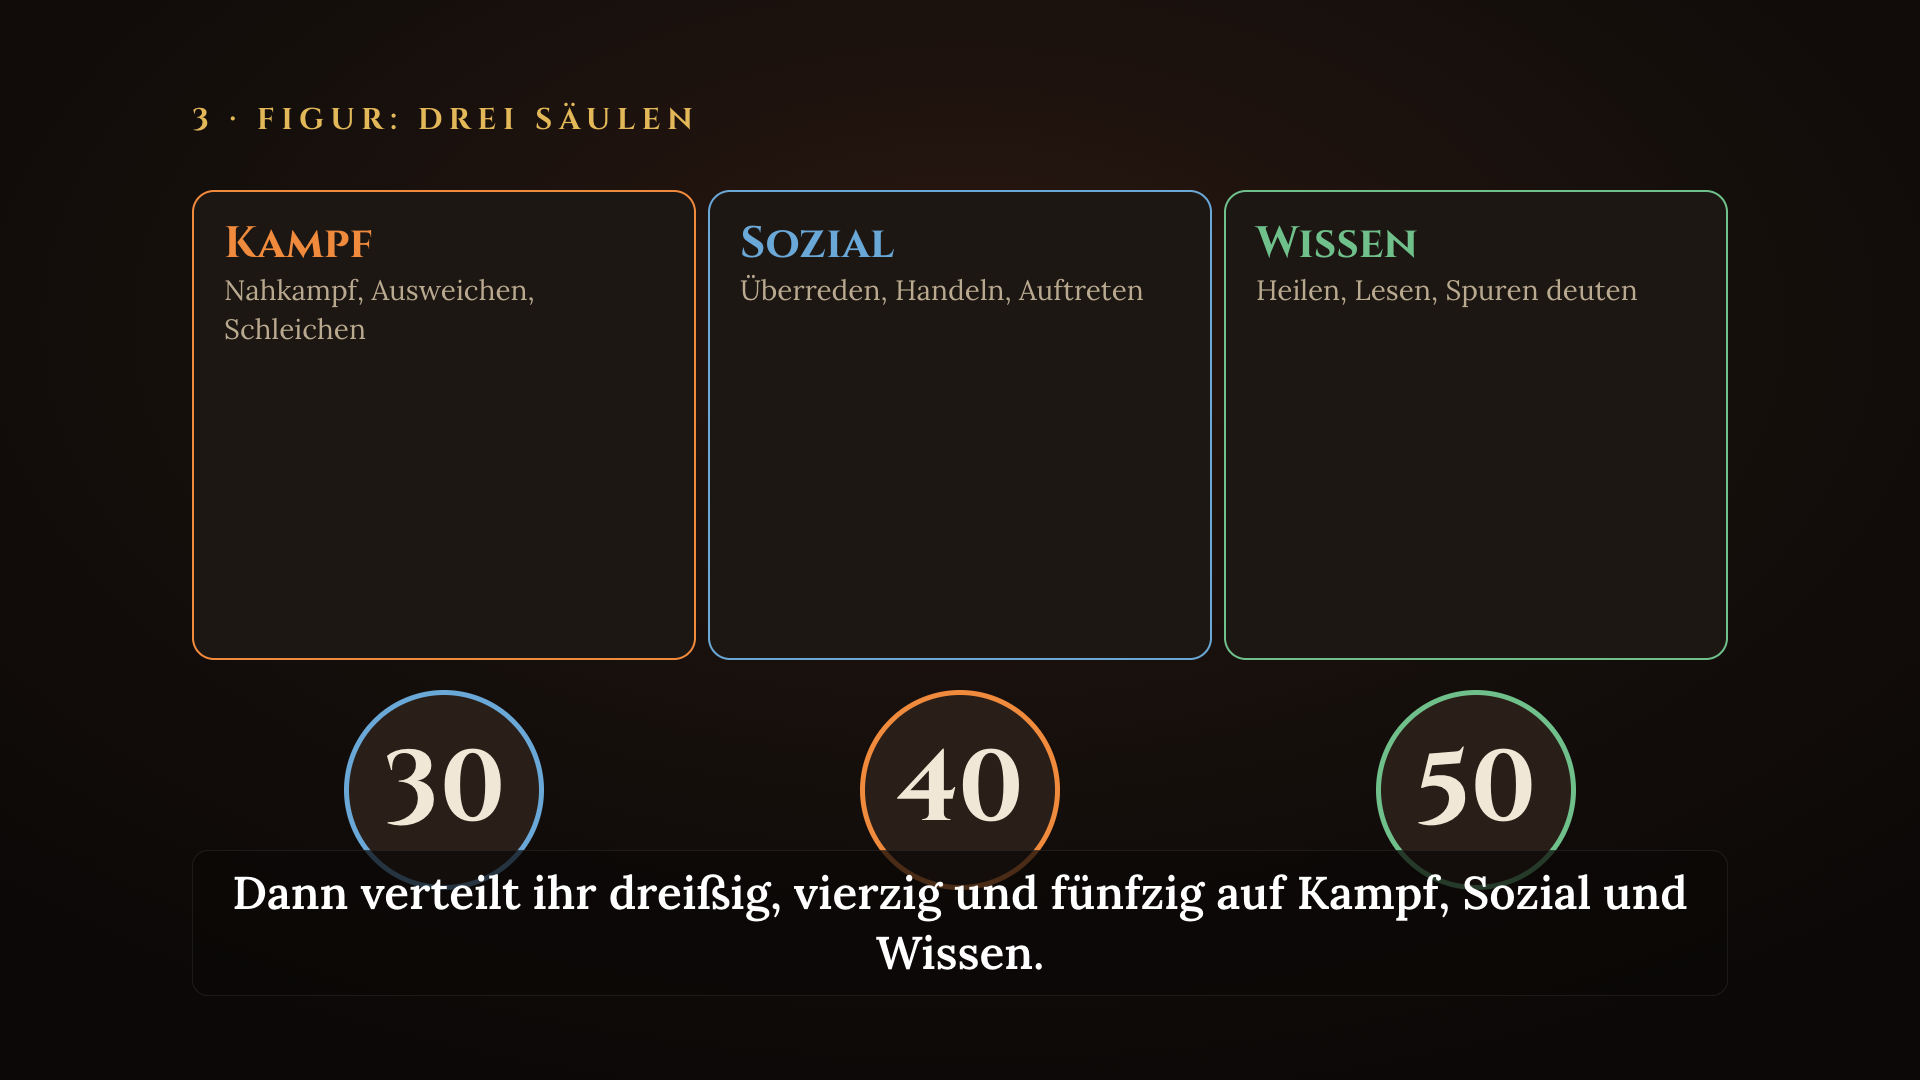 3 · FIGUR: DREI SÄULEN
Kampf
Nahkampf, Ausweichen,
Schleichen
Sozial
Überreden, Handeln, Auftreten
Wissen
Heilen, Lesen, Spuren deuten
30
40
50
Dann verteilt ihr dreißig, vierzig und fünfzig auf Kampf, Sozial und
Wissen.